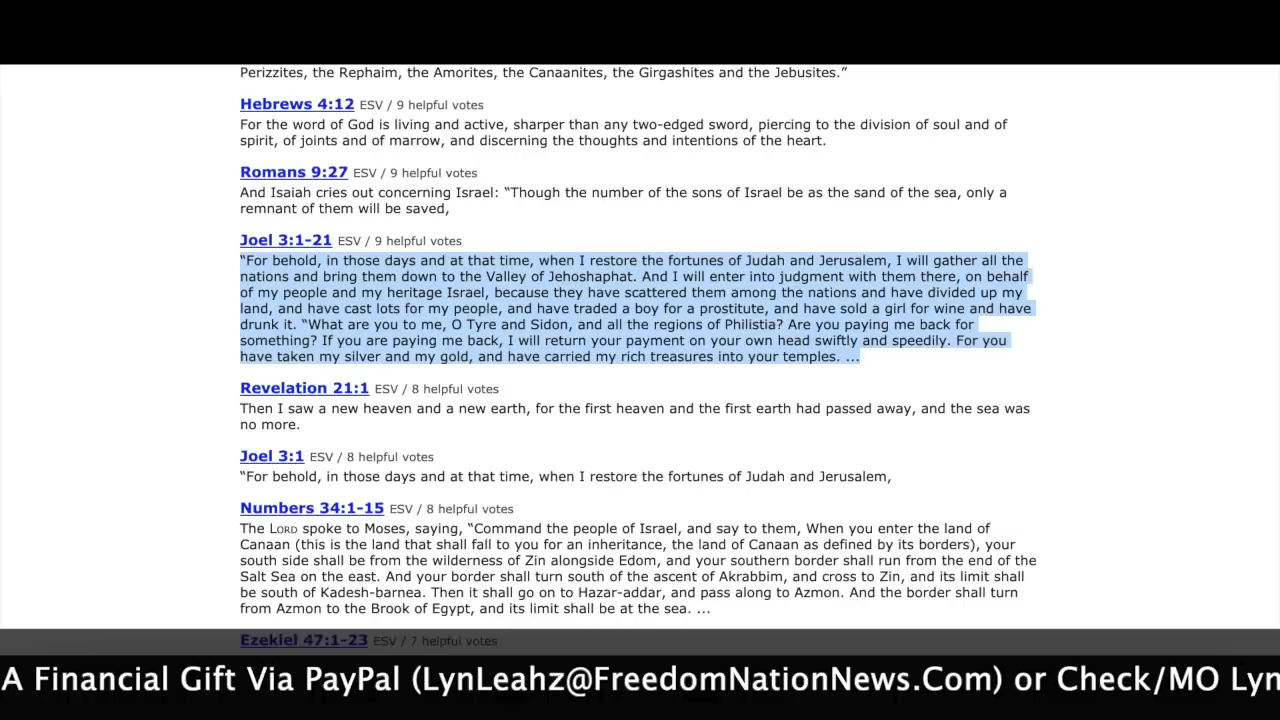 Perizzites, the Rephaim, the Amorites, the Canaanites, the Girgashites and the Jebusites.”
Hebrews 4:12 ESV / 9 helpful votes
For the word of God is living and active, sharper than any two-edged sword, piercing to the division of soul and of
spirit, of joints and of marrow, and discerning the thoughts and intentions of the heart.
Romans 9:27 ESV / 9 helpful votes
And Isaiah cries out concerning Israel: “Though the number of the sons of Israel be as the sand of the sea, only a
remnant of them will be saved,
Joel 3:1-21 ESV / 9 helpful votes
“For behold, in those days and at that time, when I restore the fortunes of Judah and Jerusalem, I will gather all the
nations and bring them down to the Valley of Jehoshaphat. And I will enter into judgment with them there, on behalf
of my people and my heritage Israel, because they have scattered them among the nations and have divided up my
land, and have cast lots for my people, and have traded a boy for a prostitute, and have sold a girl for wine and have
drunk it. “What are you to me, O Tyre and Sidon, and all the regions of Philistia? Are you paying me back for
something? If you are paying me back, I will return your payment on your own head swiftly and speedily. For you
have taken my silver and my gold, and have carried my rich treasures into your temples. ...
Revelation 21:1 ESV / 8 helpful votes
Then I saw a new heaven and a new earth, for the first heaven and the first earth had passed away, and the sea was
no more.
Joel 3:1 ESV / 8 helpful votes
“For behold, in those days and at that time, when I restore the fortunes of Judah and Jerusalem,
Numbers 34:1-15 ESV / 8 helpful votes
The LORD spoke to Moses, saying, “Command the people of Israel, and say to them, When you enter the land of
Canaan (this is the land that shall fall to you for an inheritance, the land of Canaan as defined by its borders), your
south side shall be from the wilderness of Zin alongside Edom, and your southern border shall run from the end of the
Salt Sea on the east. And your border shall turn south of the ascent of Akrabbim, and cross to Zin, and its limit shall
be south of Kadesh-barnea. Then it shall go on to Hazar-addar, and pass along to Azmon. And the border shall turn
from Azmon to the Brook of Egypt, and its limit shall be at the sea. ...
Ezekiel 47:1-23 ESV / 7 helpful votes
A Financial Gift Via PayPal (LynLeahz@FreedomNationNews.Com) or Check/MO Lyn